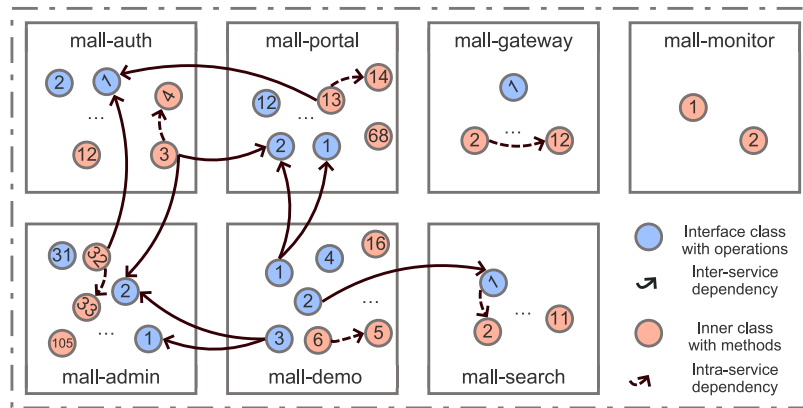 mall-auth
mall-portal
mall-gateway
mall-monitor
2
1
4
...
12
3
12
13
14
...
2
1
68
1
2
...
12
1
2
31
32
33
2
...
105
1
mall-admin
1
4
16
2
...
3
6
5
mall-demo
1
2
...
11
mall-search
Interface class
with operations
Inter-service
dependency
Inner class
with methods
Intra-service
dependency